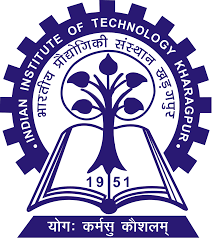 INDIAN INSTITUTE OF TECHNOLOGY KHARAGPUR
भारतीय प्रौद्योगिकी संस्थान खड़गपुर
1951
योगः कर्मसु कौशलम्